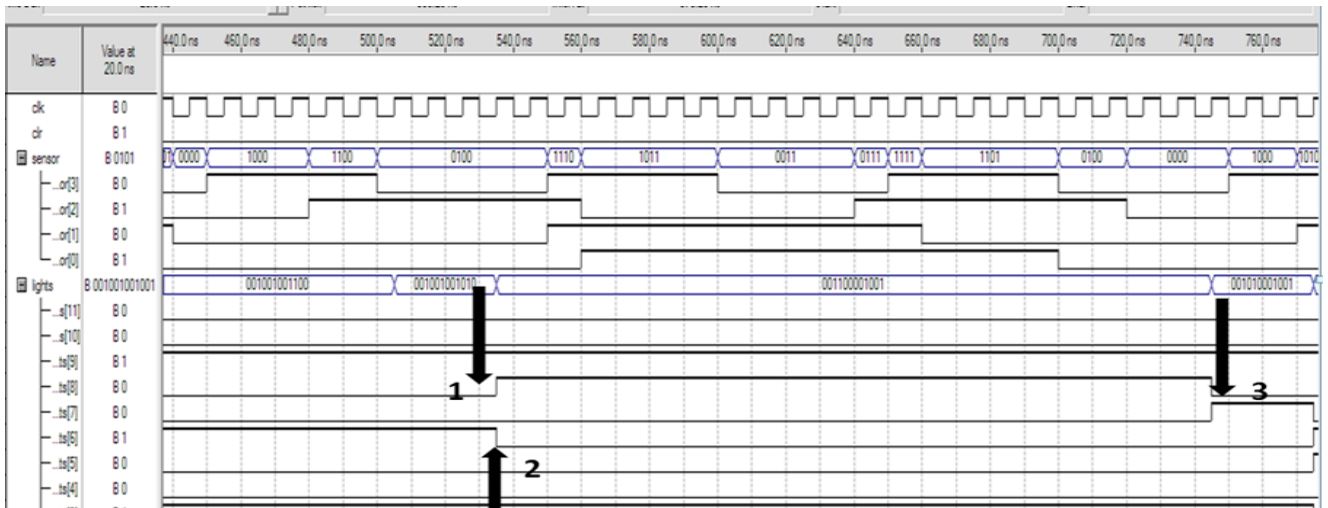 Name Value at 20.0 ns 440.0 ns 460.0 ns 480.0 ns 500.0 ns 520.0 ns 540.0 ns 560.0 ns 580.0 ns 600.0 ns 620.0 ns 640.0 ns 660.0 ns 680.0 ns 700.0 ns 720.0 ns 740.0 ns 760.0 ns
clk B 0
clr B 1
sensor B 0101 0000 1000 1100 0100 1110 1011 0011 0111 1111 1101 0100 0000 1000 1010
...or[3] B 0
...or[2] B 1
...or[1] B 0
...or[0] B 1
lights B 001001001001 001001001100 001001001010 001100001001 001010001001
...s[11] B 0
...s[10] B 0
...ts[9] B 1
...ts[8] B 0 1 3
...ts[7] B 0
...ts[6] B 1
...ts[5] B 0 2
...ts[4] B 0